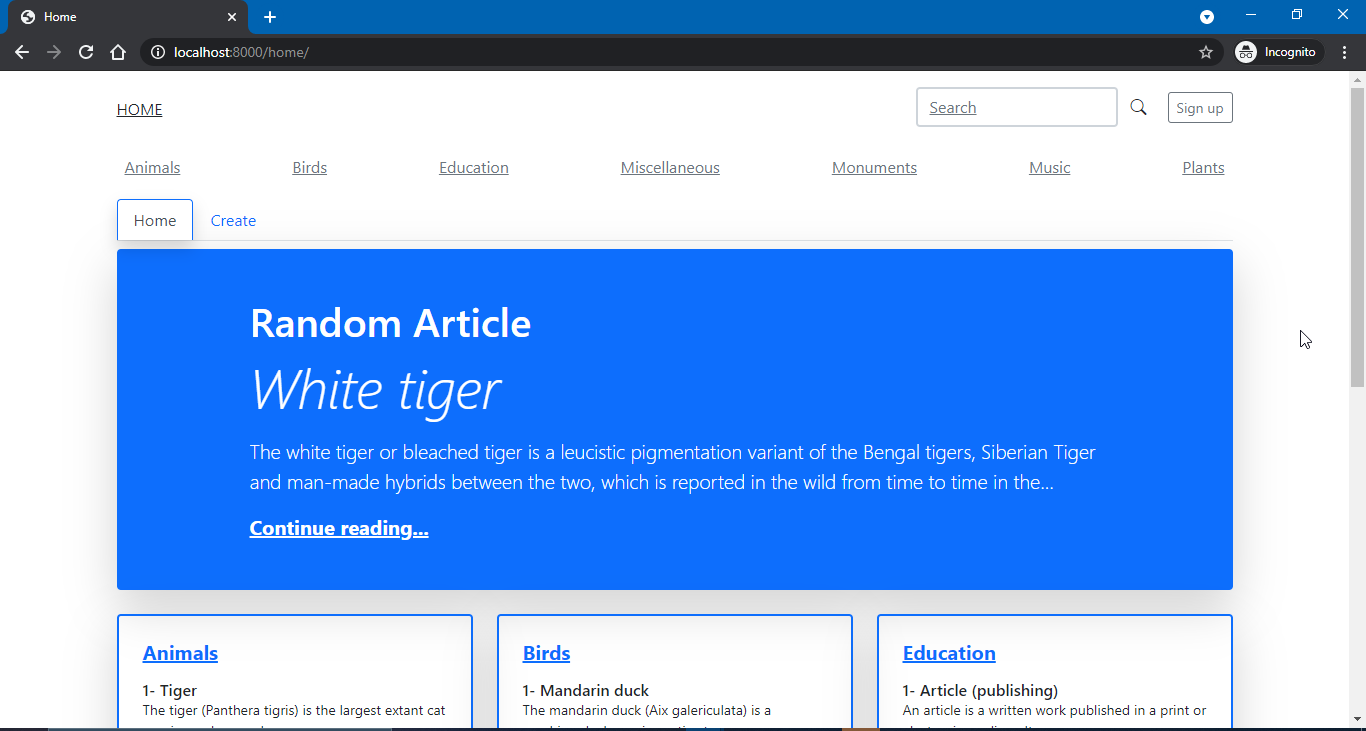 Home
localhost:8000/home/
Incognito
HOME
Search
Sign up
Animals Birds Education Miscellaneous Monuments Music Plants
Home Create
Random Article
White tiger
The white tiger or bleached tiger is a leucistic pigmentation variant of the Bengal tigers, Siberian Tiger
and man-made hybrids between the two, which is reported in the wild from time to time in the...
Continue reading...
Animals
1- Tiger
The tiger (Panthera tigris) is the largest extant cat
Birds
1- Mandarin duck
The mandarin duck (Aix galericulata) is a
Education
1- Article (publishing)
An article is a written work published in a print or